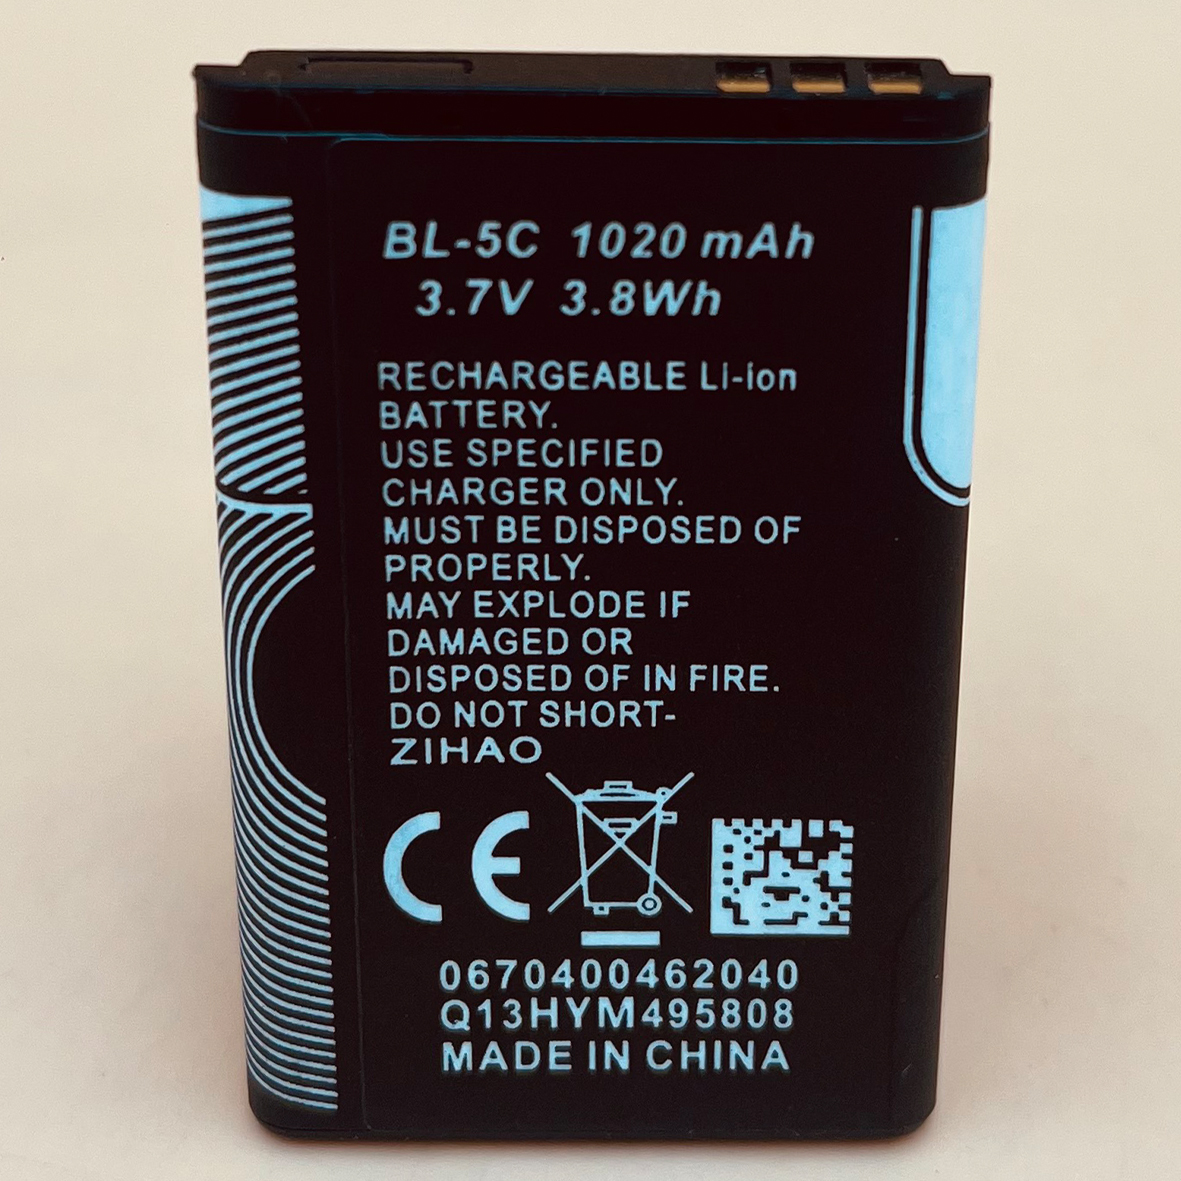 BL-5C 1020 mAh
3.7V 3.8Wh
RECHARGEABLE Li-ion
BATTERY.
USE SPECIFIED
CHARGER ONLY.
MUST BE DISPOSED OF
PROPERLY.
MAY EXPLODE IF
DAMAGED OR
DISPOSED OF IN FIRE.
DO NOT SHORT-
ZIHAO
CE
0670400462040
Q13HYM495808
MADE IN CHINA